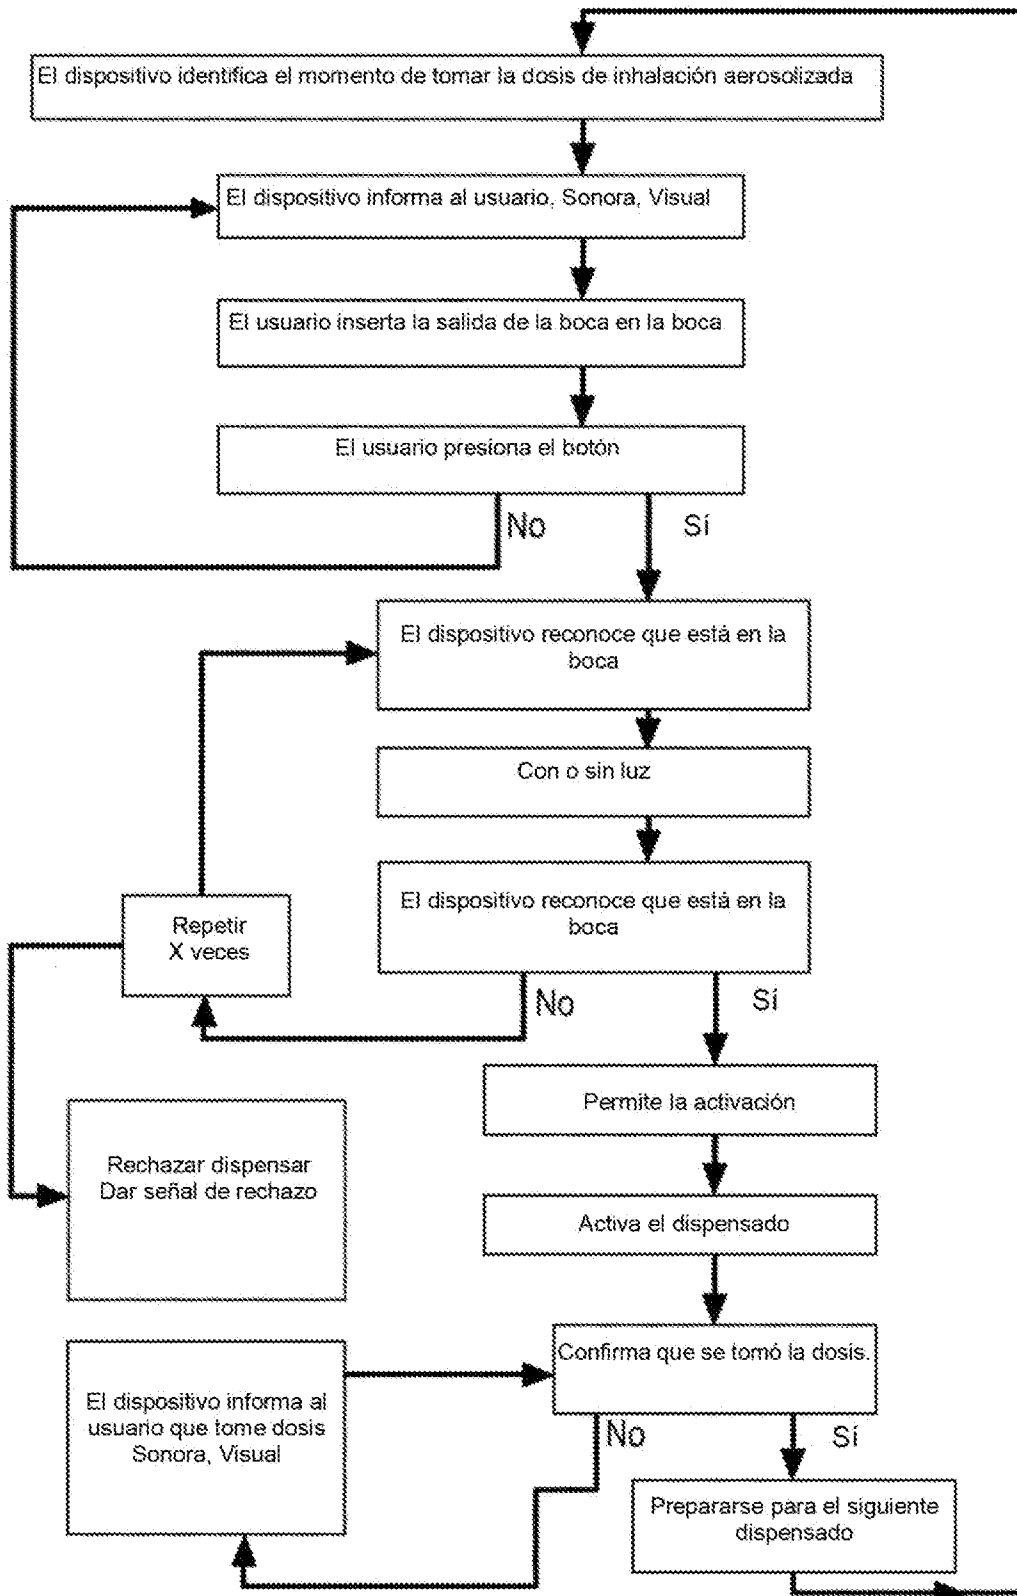 El dispositivo identifica el momento de tomar la dosis de inhalación aerosolizada
El dispositivo informa al usuario, Sonora, Visual
El usuario inserta la salida de la boca en la boca
El usuario presiona el botón
No
Sí
El dispositivo reconoce que está en la
boca
Con o sin luz
El dispositivo reconoce que está en la
boca
Repetir
X veces
No
Sí
Permite la activación
Rechazar dispensar
Dar señal de rechazo
Activa el dispensado
Confirma que se tomó la dosis.
El dispositivo informa al
usuario que tome dosis
Sonora, Visual
No
Sí
Prepararse para el siguiente
dispensado